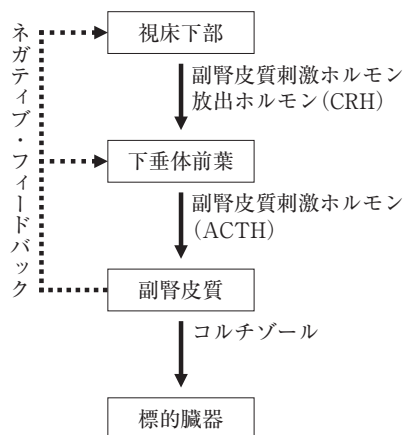 視床下部
副腎皮質刺激ホルモン
放出ホルモン(CRH)
下垂体前葉
副腎皮質刺激ホルモン
(ACTH)
副腎皮質
コルチゾール
標的臓器
ネガティブ・フィードバック